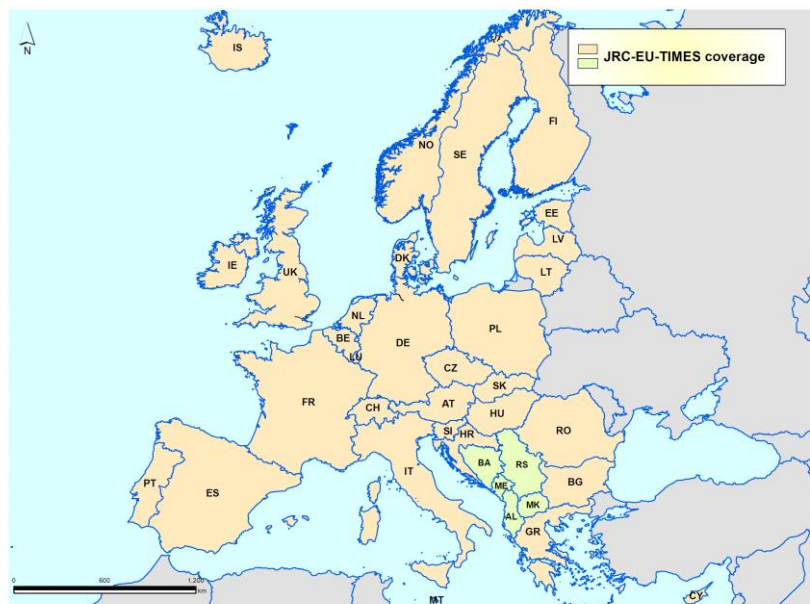 IS
N
JRC-EU-TIMES coverage
FI
NO
SE
EE
LV
DK
LT
IE
UK
NL
BE
LU
DE
PL
CZ
SK
FR
CH
AT
HU
SI
HR
RO
BA
RS
IT
PT
ES
ME
BG
MK
AL
GR
0
600
1.200
km
MT
CY